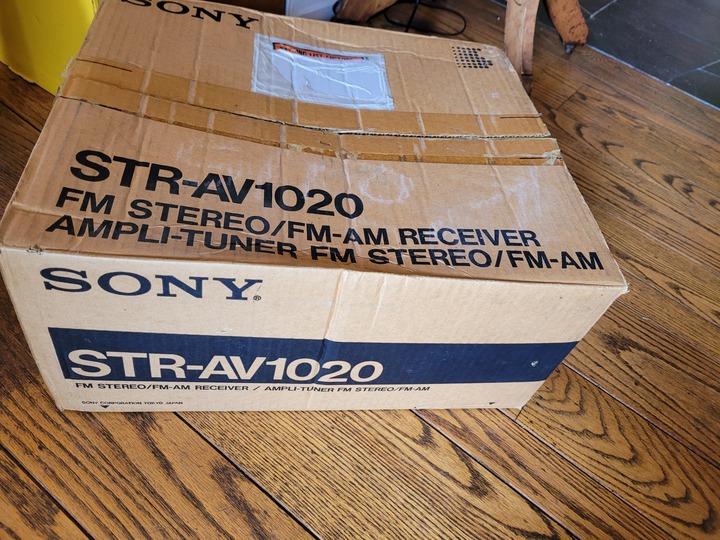 SONY
STR-AV1020
FM STEREO/FM-AM RECEIVER
AMPLI-TUNER FM STEREO/FM-AM
SONY®
STR-AV1020
FM STEREO/FM-AM RECEIVER / AMPLI-TUNER FM STEREO/FM-AM
SONY CORPORATION TOKYO JAPAN